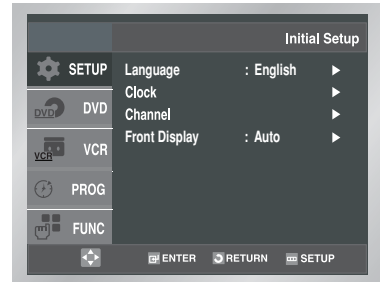 Initial Setup
SETUP
DVD
DVD
VCR
VCR
PROG
FUNC
Language : English ►
Clock ►
Channel ►
Front Display : Auto ►
ENTER RETURN SETUP